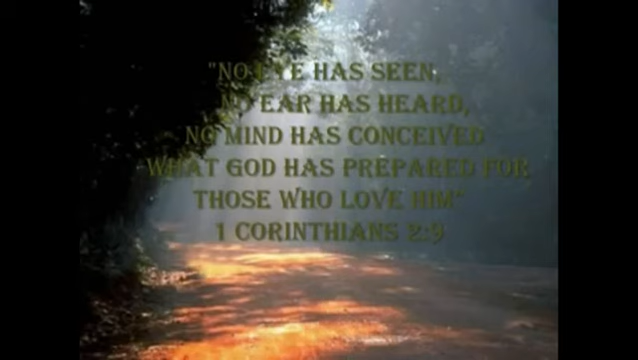 "NO EYE HAS SEEN,
NO EAR HAS HEARD,
NO MIND HAS CONCEIVED
WHAT GOD HAS PREPARED FOR
THOSE WHO LOVE HIM"
1 CORINTHIANS 2:9